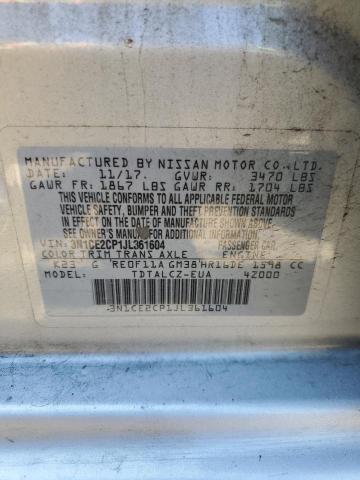 MANUFACTURED BY NISSAN MOTOR CO., LTD.
DATE: 11/17. GVWR: 3470 LBS
GAWR FR: 1867 LBS GAWR RR: 1704 LBS
THIS VEHICLE CONFORMS TO ALL APPLICABLE FEDERAL MOTOR
VEHICLE SAFETY, BUMPER AND THEFT PREVENTION
STANDARDS IN EFFECT ON THE DATE OF MANUFACTURE
SHOWN ABOVE. REFER TO OWNER'S MANUAL
FOR ADDITIONAL INFORMATION.
VIN: 3N1CE2CP1JL361604 PASSENGER CAR.
COLOR TRIM TRANS AXLE ENGINE
K23 G RE0F11A GM38 HR16DE 1598 CC
MODEL: TDTALCZ-EUA 42000
3N1CE2CP1JL361604